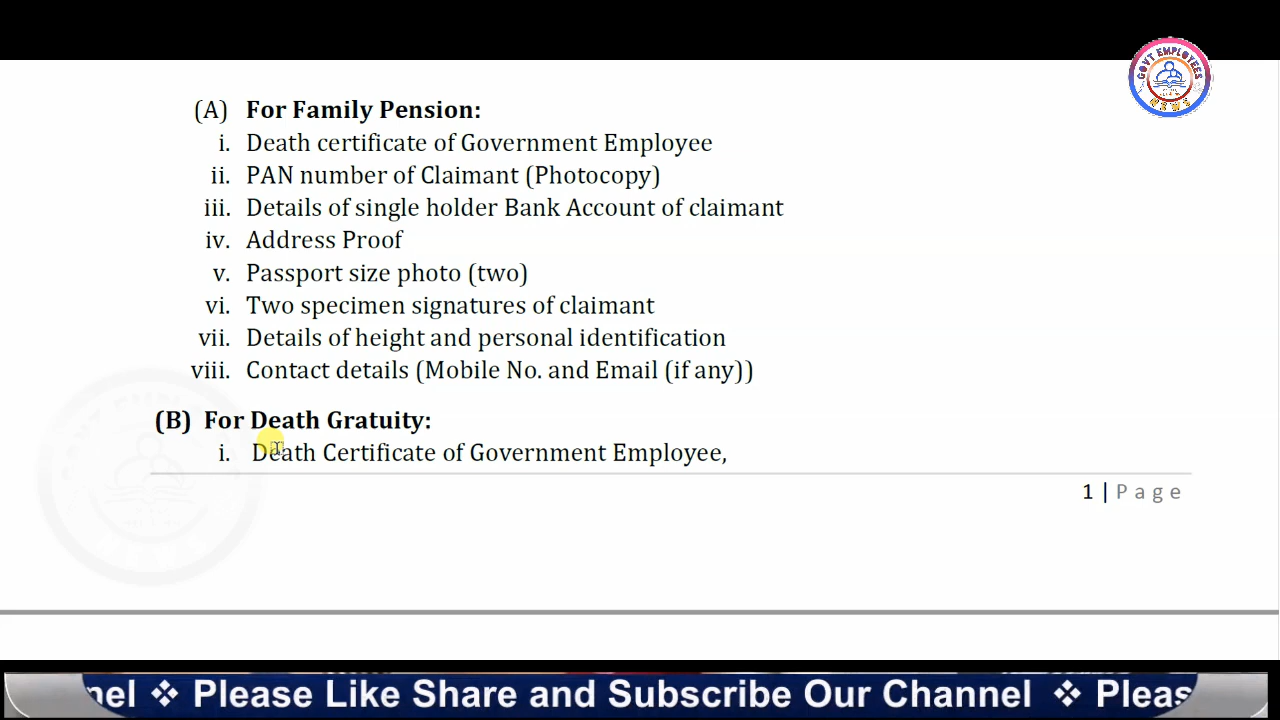 GOVT EMPLOYEES
NEWS
(A) For Family Pension:
i. Death certificate of Government Employee
ii. PAN number of Claimant (Photocopy)
iii. Details of single holder Bank Account of claimant
iv. Address Proof
v. Passport size photo (two)
vi. Two specimen signatures of claimant
vii. Details of height and personal identification
viii. Contact details (Mobile No. and Email (if any))
(B) For Death Gratuity:
i. Death Certificate of Government Employee,
1 | Page
nel ❖ Please Like Share and Subscribe Our Channel ❖ Pleas